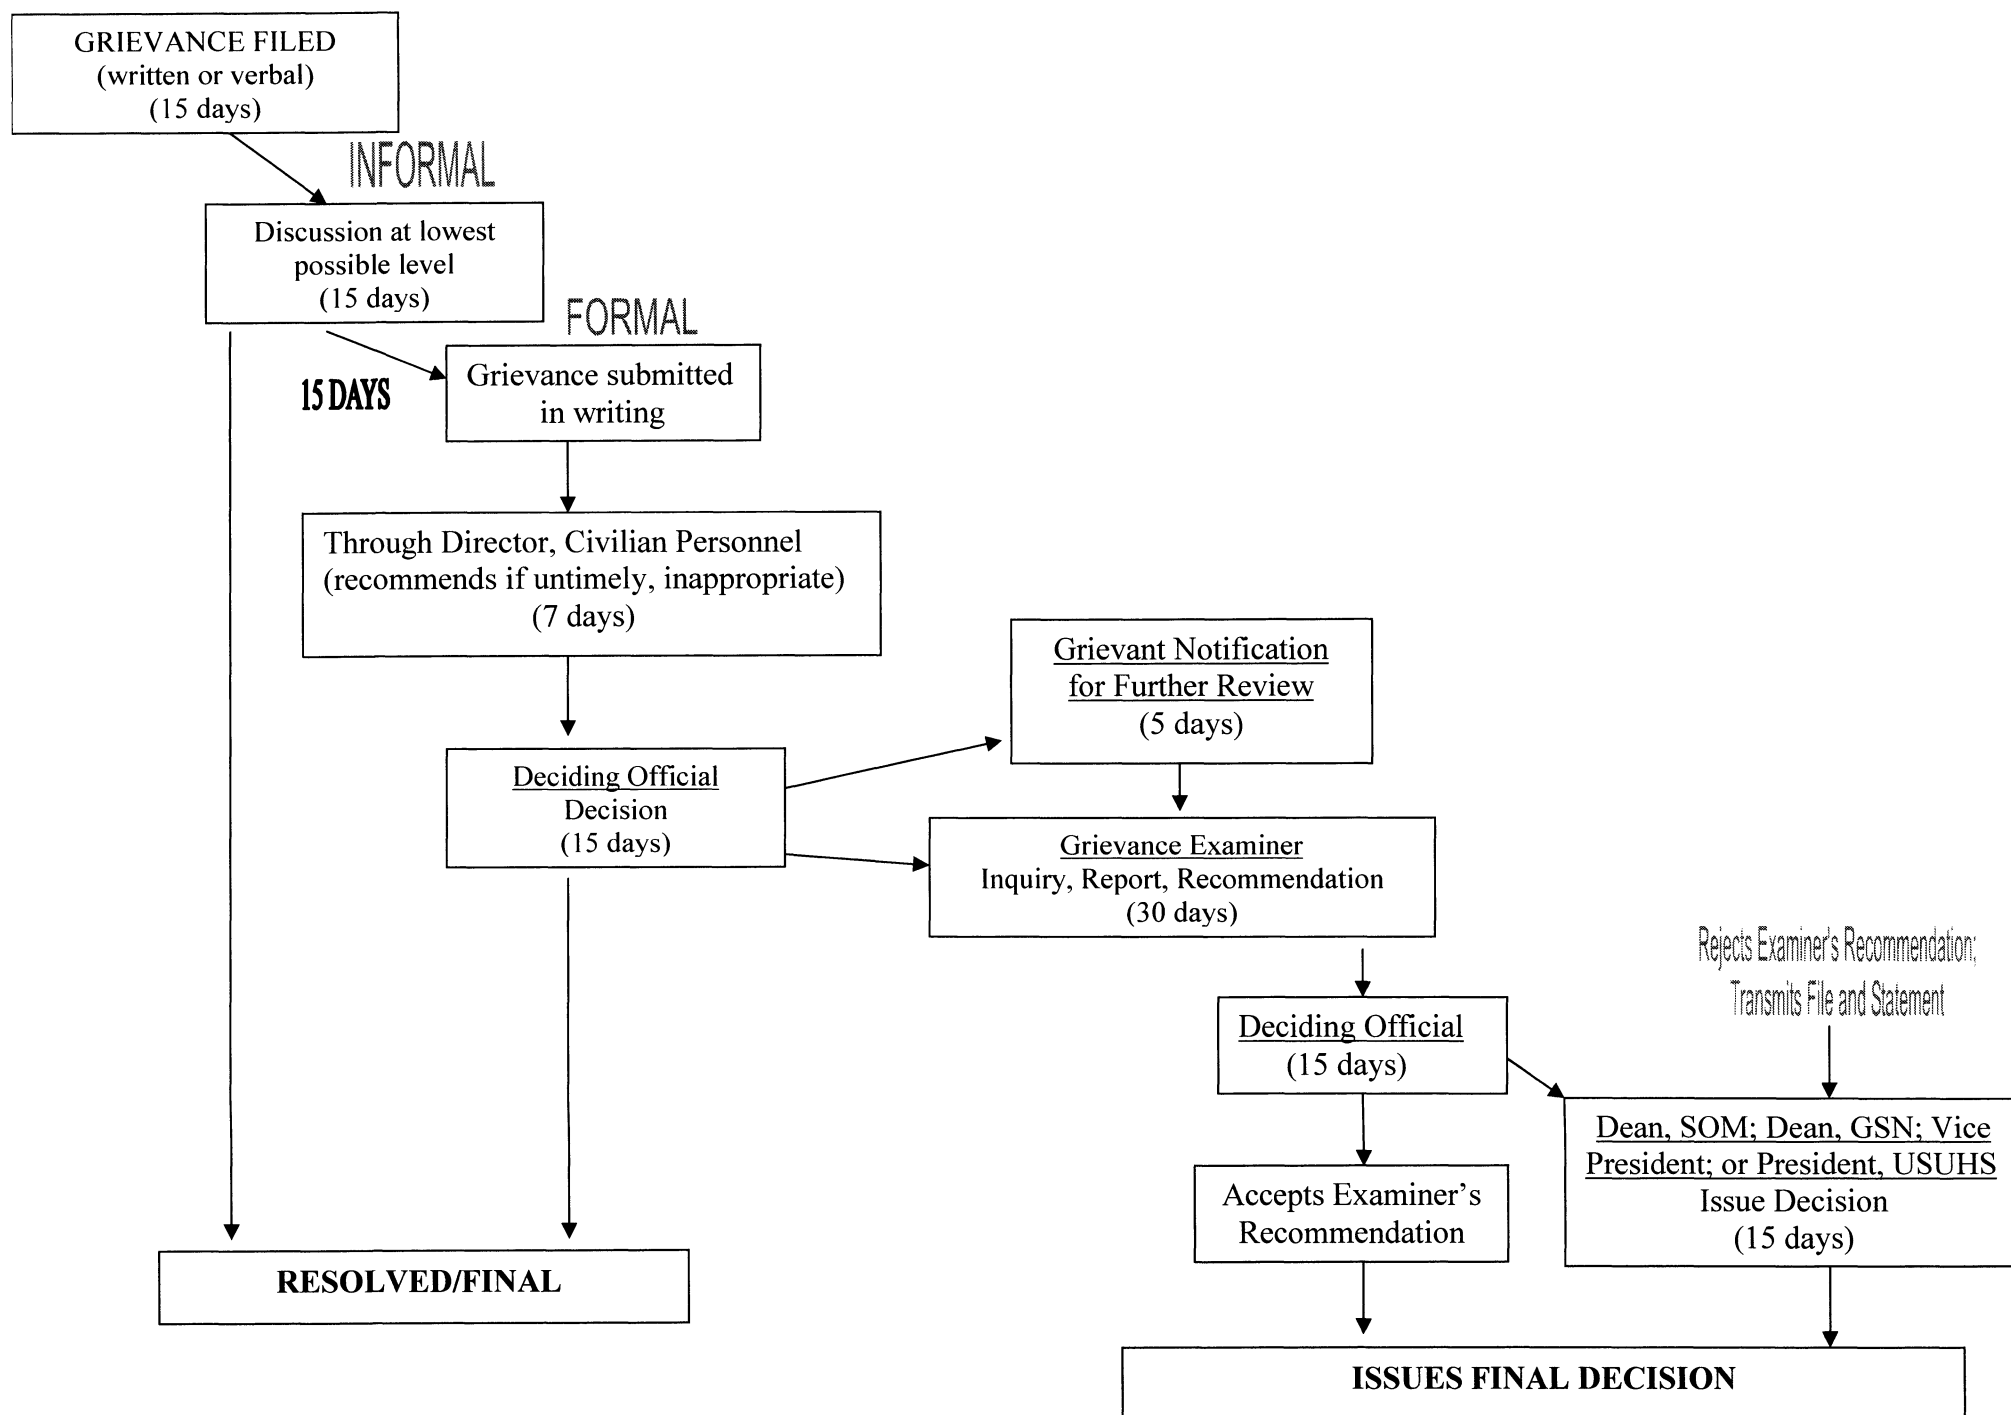 GRIEVANCE FILED
(written or verbal)
(15 days)
INFORMAL
Discussion at lowest
possible level
(15 days)
FORMAL
15 DAYS
Grievance submitted
in writing
Through Director, Civilian Personnel
(recommends if untimely, inappropriate)
(7 days)
Grievant Notification
for Further Review
(5 days)
Deciding Official
Decision
(15 days)
Grievance Examiner
Inquiry, Report, Recommendation
(30 days)
Rejects Examiner's Recommendation;
Transmits File and Statement
Deciding Official
(15 days)
Dean, SOM; Dean, GSN; Vice
President; or President, USUHS
Issue Decision
(15 days)
Accepts Examiner's
Recommendation
RESOLVED/FINAL
ISSUES FINAL DECISION